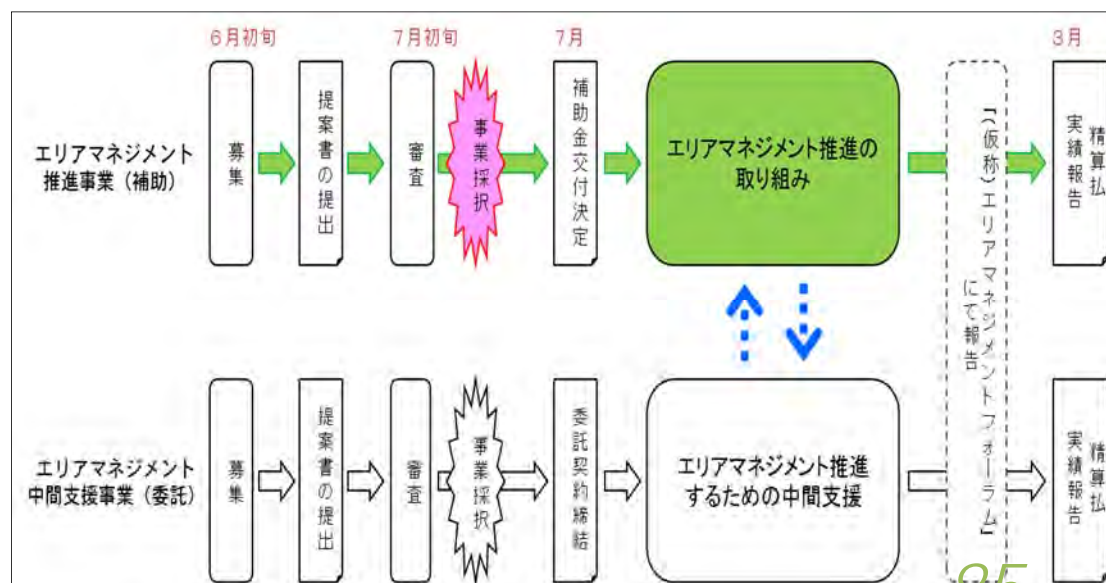 6月初旬
7月初旬
7月
3月
エリアマネジメント
推進事業（補助）
募集
提案書の提出
審査
事業採択
補助金交付決定
エリアマネジメント推進の
取り組み
『（仮称）エリアマネジメントフォーラム』
にて報告
精算払
実績報告
エリアマネジメント
中間支援事業（委託）
募集
提案書の提出
審査
事業採択
委託契約締結
エリアマネジメント推進
するための中間支援
精算払
実績報告